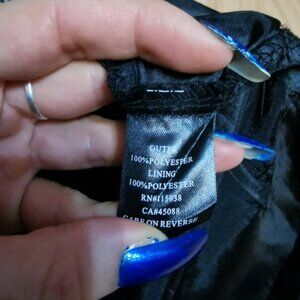 OUTER
100%POLYESTER
LINING
100%POLYESTER
RN#115938
CA#45088
CARE ON REVERSE